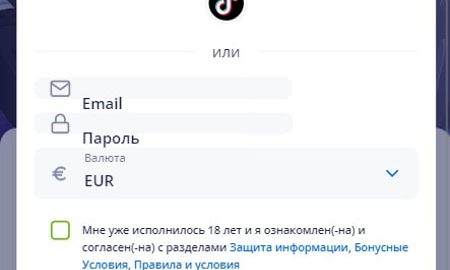 или
Email
Пароль
Валюта
€ EUR
Мне уже исполнилось 18 лет и я ознакомлен(-на) и
согласен(-на) с разделами Защита информации, Бонусные
Условия, Правила и условия